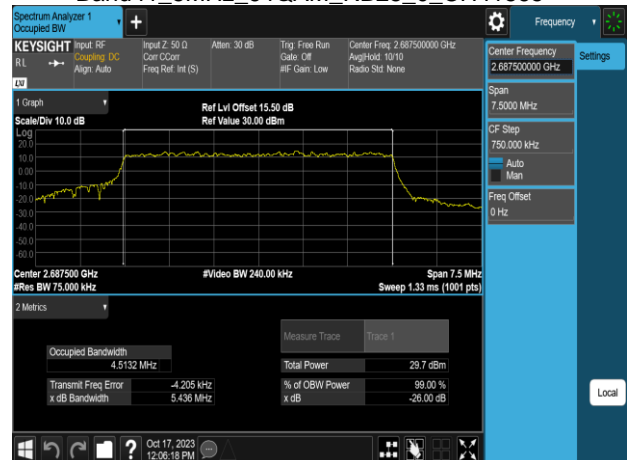 Spectrum Analyzer 1
Occupied BW
Frequency
KEYSIGHT
Input: RF
Input Z: 50 Ω
Atten: 30 dB
Trig: Free Run
Center Freq: 2.687500000 GHz
RL
Coupling: DC
Corr CCorr
Gate: Off
Avg|Hold: 10/10
Align: Auto
Freq Ref: Int (S)
#IF Gain: Low
Radio Std: None
LXI
Center Frequency
2.687500000 GHz
Settings
Span
7.5000 MHz
CF Step
750.000 kHz
Auto
Man
Freq Offset
0 Hz
1 Graph
Ref Lvl Offset 15.50 dB
Scale/Div 10.0 dB
Ref Value 30.00 dBm
Log
20.0
10.0
0.00
-10.0
-20.0
-30.0
-40.0
-50.0
-60.0
Center 2.687500 GHz
#Video BW 240.00 kHz
Span 7.5 MHz
#Res BW 75.000 kHz
Sweep 1.33 ms (1001 pts)
2 Metrics
Measure Trace
Trace 1
Occupied Bandwidth
4.5132 MHz
Total Power
29.7 dBm
Transmit Freq Error
-4.205 kHz
% of OBW Power
99.00 %
x dB Bandwidth
5.436 MHz
x dB
-26.00 dB
Local
Oct 17, 2023
12:06:18 PM